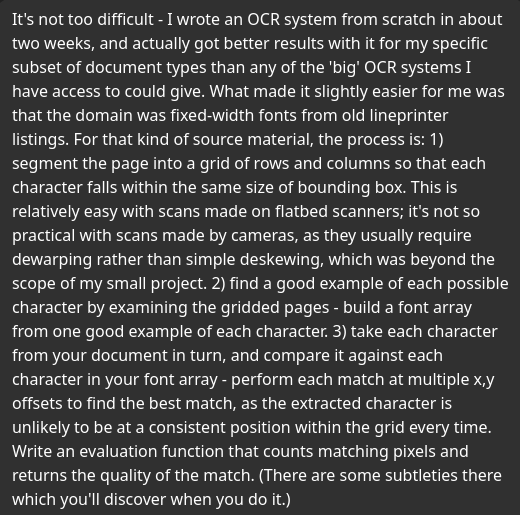 It's not too difficult - I wrote an OCR system from scratch in about
two weeks, and actually got better results with it for my specific
subset of document types than any of the 'big' OCR systems I
have access to could give. What made it slightly easier for me was
that the domain was fixed-width fonts from old lineprinter
listings. For that kind of source material, the process is: 1)
segment the page into a grid of rows and columns so that each
character falls within the same size of bounding box. This is
relatively easy with scans made on flatbed scanners; it's not so
practical with scans made by cameras, as they usually require
dewarping rather than simple deskewing, which was beyond the
scope of my small project. 2) find a good example of each possible
character by examining the gridded pages - build a font array
from one good example of each character. 3) take each character
from your document in turn, and compare it against each
character in your font array - perform each match at multiple x,y
offsets to find the best match, as the extracted character is
unlikely to be at a consistent position within the grid every time.
Write an evaluation function that counts matching pixels and
returns the quality of the match. (There are some subtleties there
which you'll discover when you do it.)